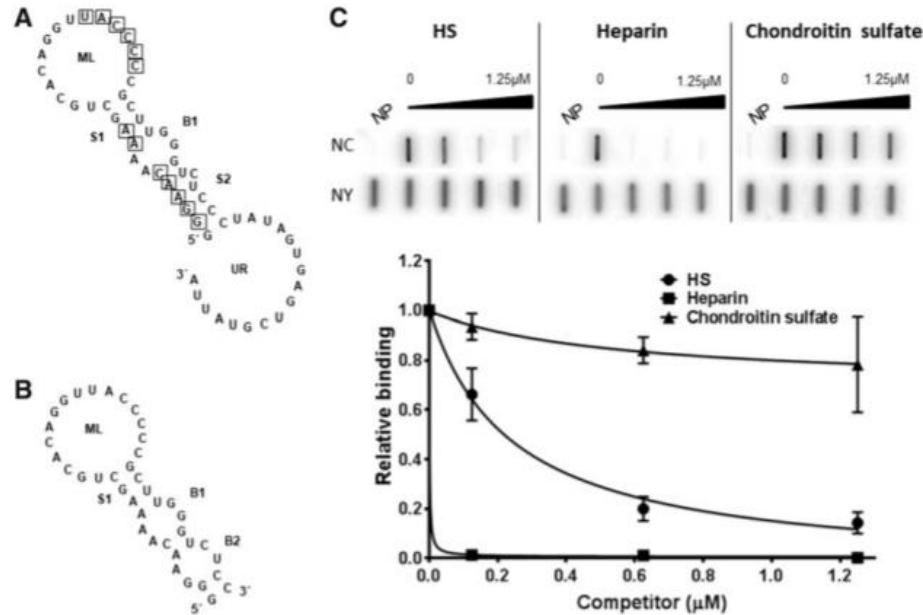 A
GGGAACAAAAGCUGCACAGGUUACCCCCGCUUGGGUCUCCCUAUAGUGAGUCGUAUUA
ML
S1
B1
S2
5´
3´
UR
B
GGGAACAAAAGCUGCACAGGUUACCCCCGCUUGGGUCUCC
ML
S1
B1
B2
3´
5´
C
HS
Heparin
Chondroitin sulfate
NP 0 1.25μM
NP 0 1.25μM
NP 0 1.25μM
NC
NY
Relative binding
1.2
1.0
0.8
0.6
0.4
0.2
0.0
HS
Heparin
Chondroitin sulfate
0.0 0.2 0.4 0.6 0.8 1.0 1.2
Competitor (μM)